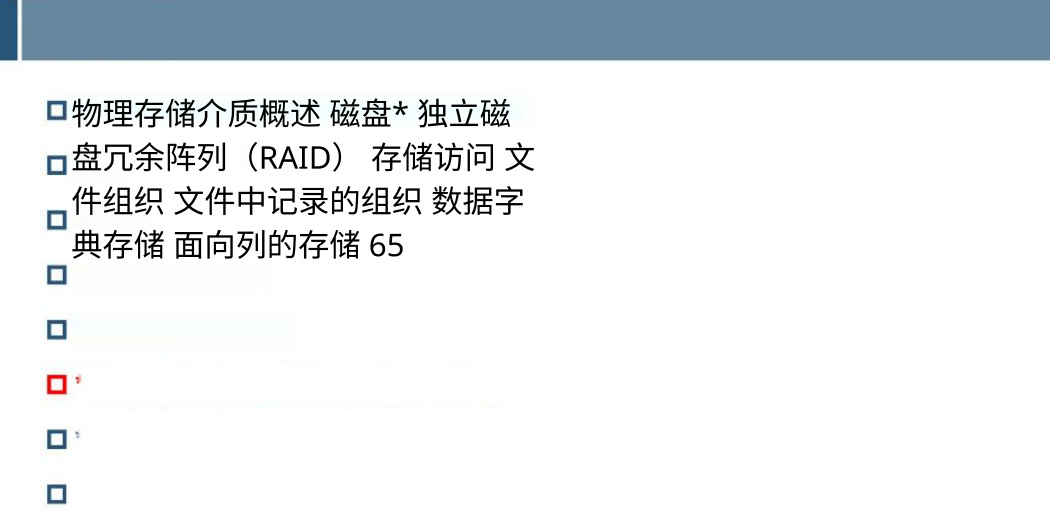 物理存储介质概述 磁盘* 独立磁
盘冗余阵列（RAID） 存储访问 文
件组织 文件中记录的组织 数据字
典存储 面向列的存储 65